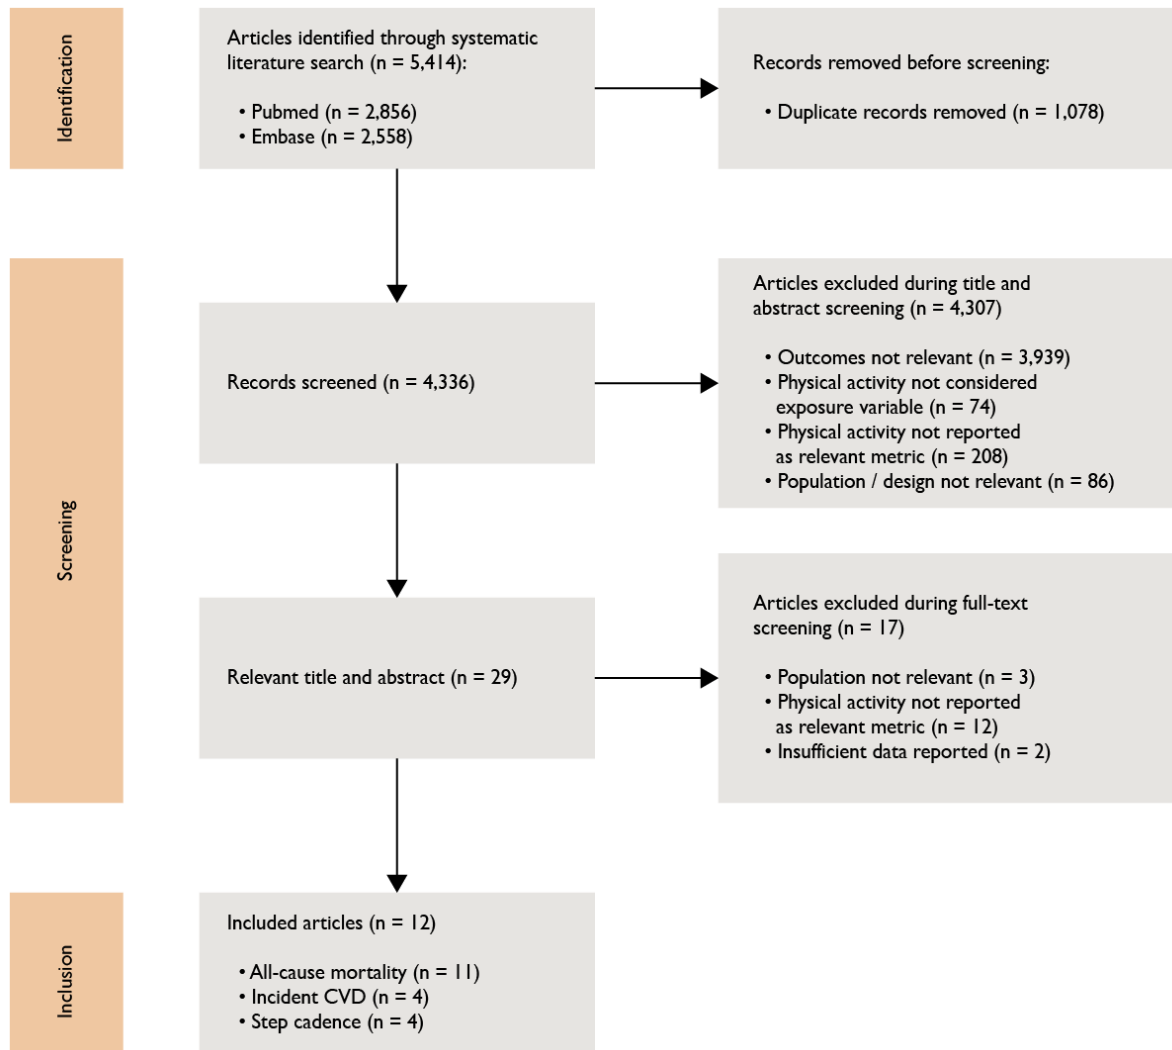 Identification
Articles identified through systematic
literature search (n = 5,414):
• Pubmed (n = 2,856)
• Embase (n = 2,558)
Records removed before screening:
• Duplicate records removed (n = 1,078)
Screening
Records screened (n = 4,336)
Articles excluded during title and
abstract screening (n = 4,307)
• Outcomes not relevant (n = 3,939)
• Physical activity not considered
exposure variable (n = 74)
• Physical activity not reported
as relevant metric (n = 208)
• Population / design not relevant (n = 86)
Relevant title and abstract (n = 29)
Articles excluded during full-text
screening (n = 17)
• Population not relevant (n = 3)
• Physical activity not reported
as relevant metric (n = 12)
• Insufficient data reported (n = 2)
Inclusion
Included articles (n = 12)
• All-cause mortality (n = 11)
• Incident CVD (n = 4)
• Step cadence (n = 4)